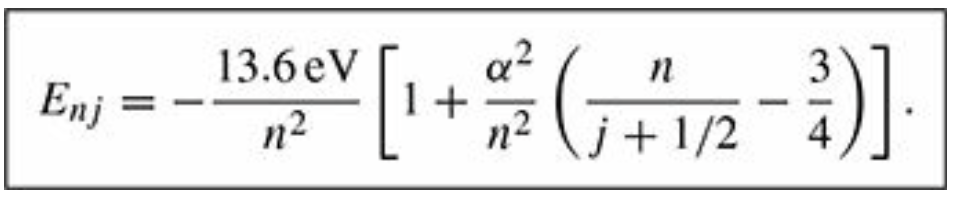 E_{nj} = -\frac{13.6 eV}{n^2} \left[ 1 + \frac{\alpha^2}{n^2} \left( \frac{n}{j + 1/2} - \frac{3}{4} \right) \right].